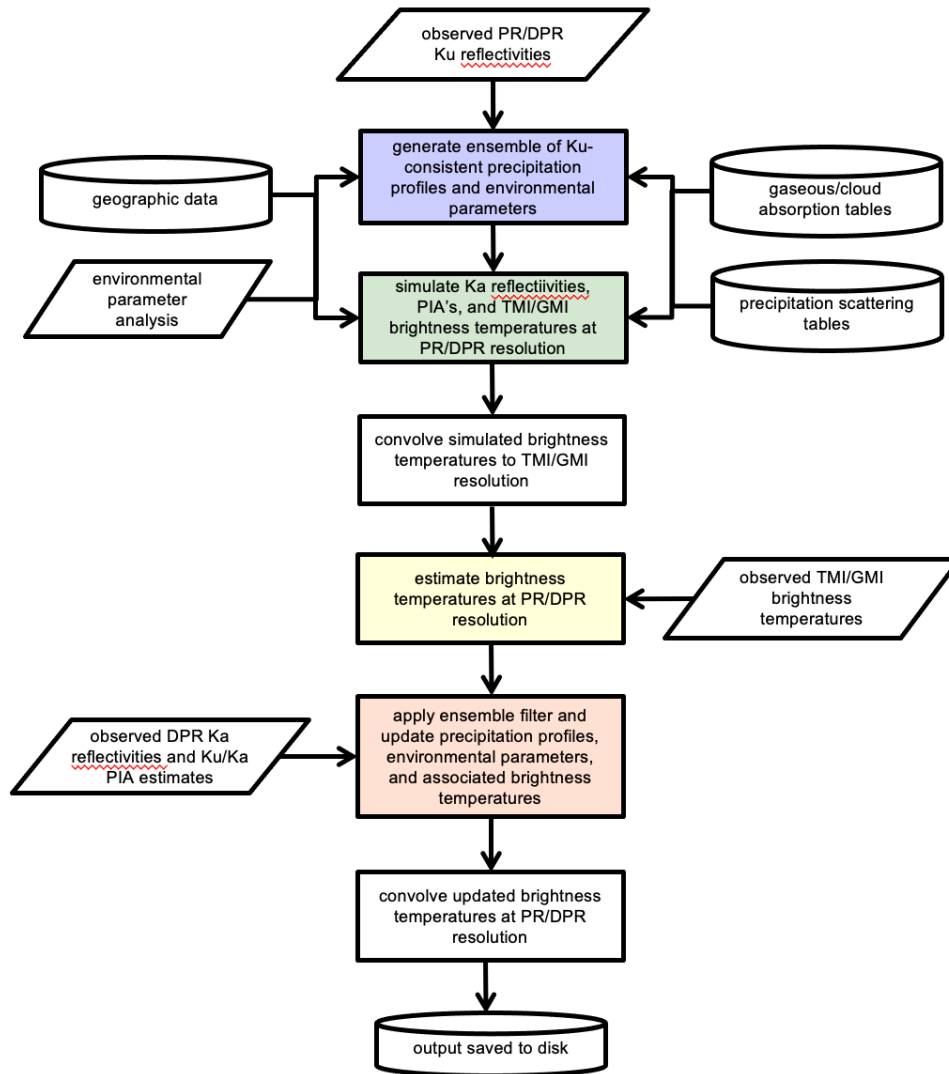 observed PR/DPR
Ku reflectivities
generate ensemble of Ku-
consistent precipitation
profiles and environmental
parameters
geographic data
gaseous/cloud
absorption tables
environmental
parameter
analysis
simulate Ka reflectiivities,
PIA's, and TMI/GMI
brightness temperatures at
PR/DPR resolution
precipitation scattering
tables
convolve simulated brightness
temperatures to TMI/GMI
resolution
estimate brightness
temperatures at PR/DPR
resolution
observed TMI/GMI
brightness
temperatures
observed DPR Ka
reflectivities and Ku/Ka
PIA estimates
apply ensemble filter and
update precipitation profiles,
environmental parameters,
and associated brightness
temperatures
convolve updated brightness
temperatures at PR/DPR
resolution
output saved to disk